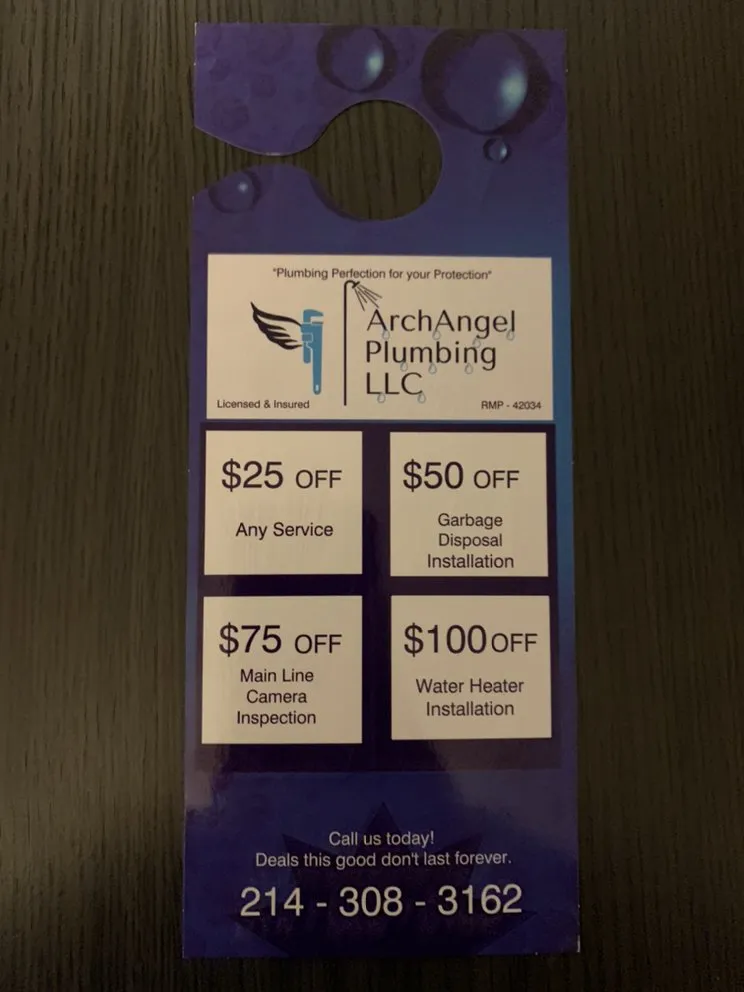 "Plumbing Perfection for your Protection"
ArchAngel
Plumbing
LLC
Licensed & Insured
RMP - 42034
$25 OFF
Any Service
$50 OFF
Garbage
Disposal
Installation
$75 OFF
Main Line
Camera
Inspection
$100 OFF
Water Heater
Installation
Call us today!
Deals this good don't last forever.
214 - 308 - 3162